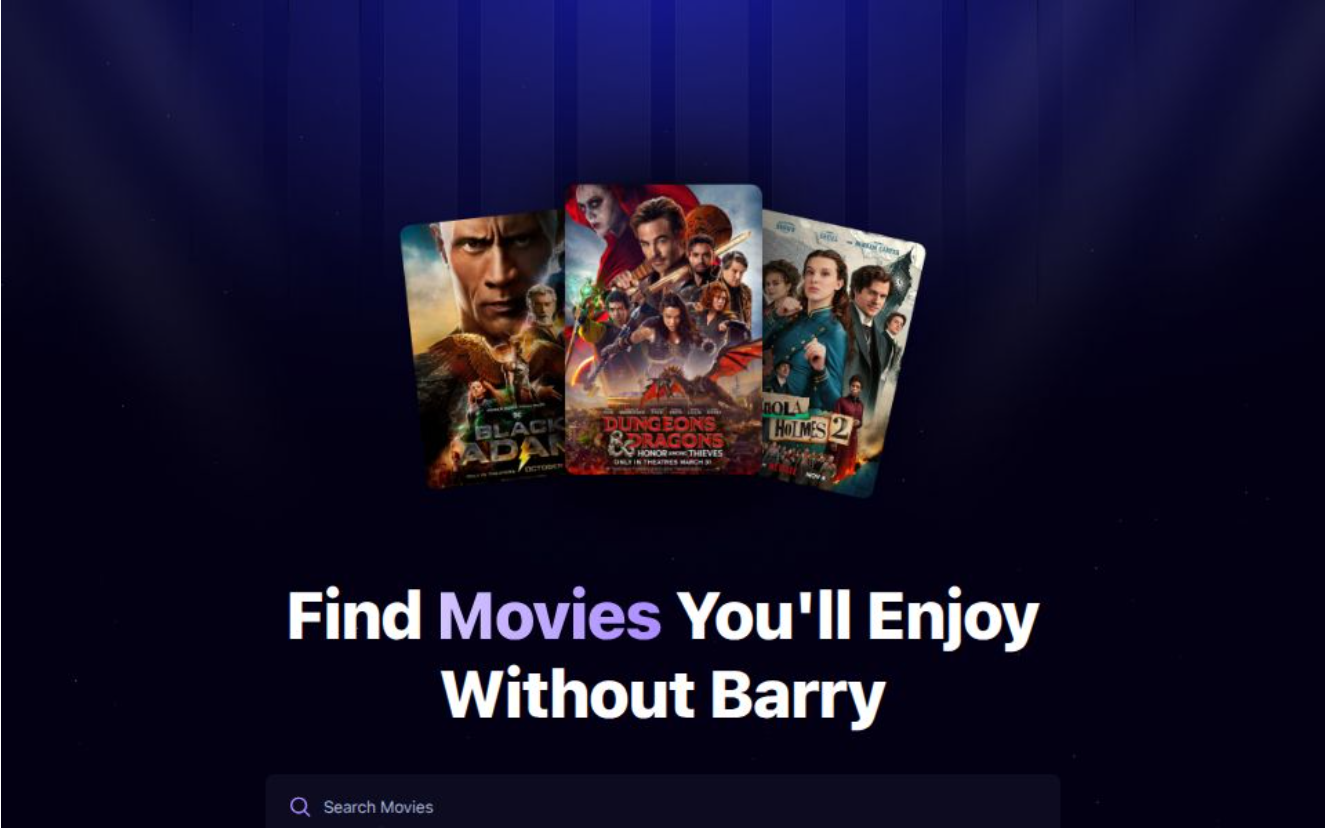 BLACK
ADAM
OCTOBER
DUNGEONS
& DRAGONS
HONOR AMONG THIEVES
ONLY IN THEATRES MARCH 31
NOLA
HOLMES 2
NETFLIX
NOV 4
Find Movies You'll Enjoy
Without Barry
Search Movies